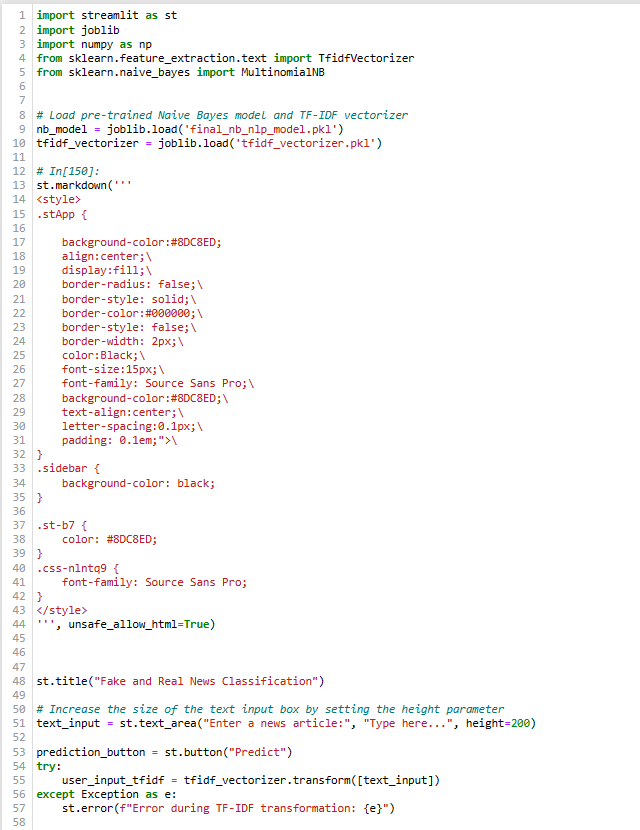 1 import streamlit as st
2 import joblib
3 import numpy as np
4 from sklearn.feature_extraction.text import TfidfVectorizer
5 from sklearn.naive_bayes import MultinomialNB
6
7
8 # Load pre-trained Naive Bayes model and TF-IDF vectorizer
9 nb_model = joblib.load('final_nb_nlp_model.pkl')
10 tfidf_vectorizer = joblib.load('tfidf_vectorizer.pkl')
11
12 # In[150]:
13 st.markdown('''
14 <style>
15 .stApp {
16
17     background-color:#8DC8ED;
18     align:center;\
19     display:fill;\
20     border-radius: false;\
21     border-style: solid;\
22     border-color:#000000;\
23     border-style: false;\
24     border-width: 2px;\
25     color:Black;\
26     font-size:15px;\
27     font-family: Source Sans Pro;\
28     background-color:#8DC8ED;\
29     text-align:center;\
30     letter-spacing:0.1px;\
31     padding: 0.1em;">\
32 }
33 .sidebar {
34     background-color: black;
35 }
36
37 .st-b7 {
38     color: #8DC8ED;
39 }
40 .css-nlntq9 {
41     font-family: Source Sans Pro;
42 }
43 </style>
44 ''', unsafe_allow_html=True)
45
46
47
48 st.title("Fake and Real News Classification")
49
50 # Increase the size of the text input box by setting the height parameter
51 text_input = st.text_area("Enter a news article:", "Type here...", height=200)
52
53 prediction_button = st.button("Predict")
54 try:
55     user_input_tfidf = tfidf_vectorizer.transform([text_input])
56 except Exception as e:
57     st.error(f"Error during TF-IDF transformation: {e}")
58